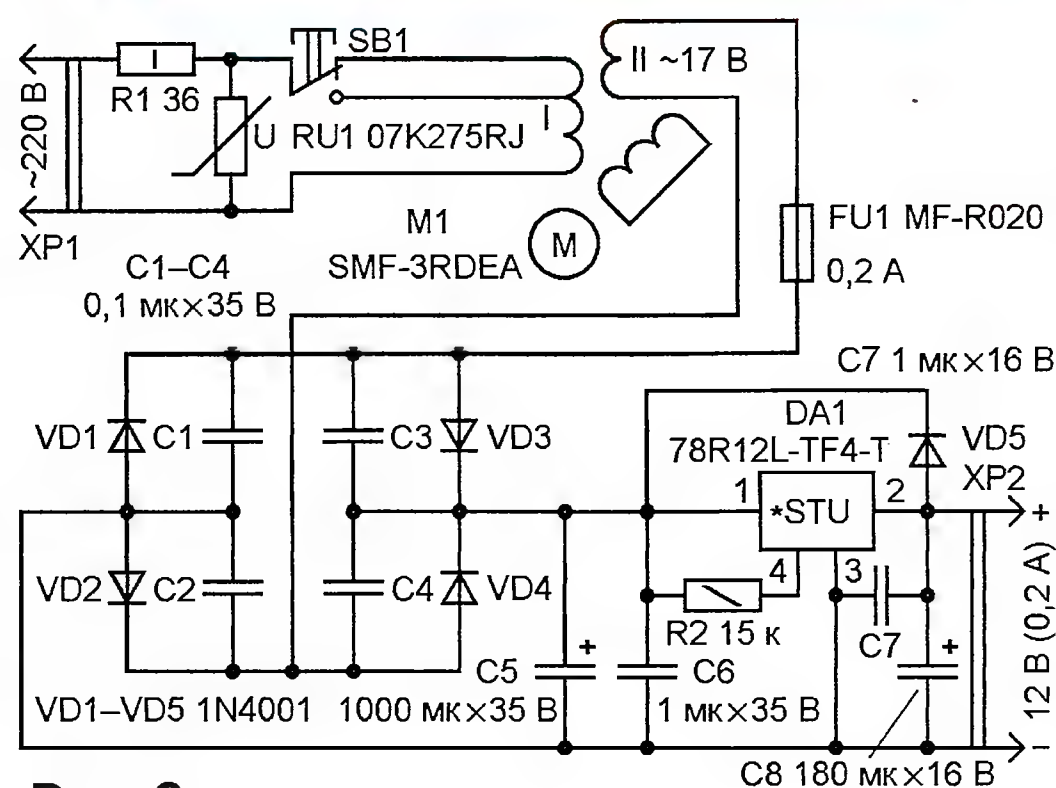 SB1
II ~17 В
R1 36
~220 В
U RU1 07K275RJ
I
XP1
M1
SMF-3RDEA
M
FU1 MF-R020
0,2 А
C1–C4
0,1 мк×35 В
C7 1 мк×16 В
DA1
78R12L-TF4-T
VD1
C1
C3
VD3
VD5
XP2
1
*STU
2
+
VD2
C2
C4
VD4
4
3
R2 15 к
C7
12 В (0,2 А)
C5
+
C6
+
VD1–VD5 1N4001
1000 мк×35 В
1 мк×35 В
–
C8 180 мк×16 В